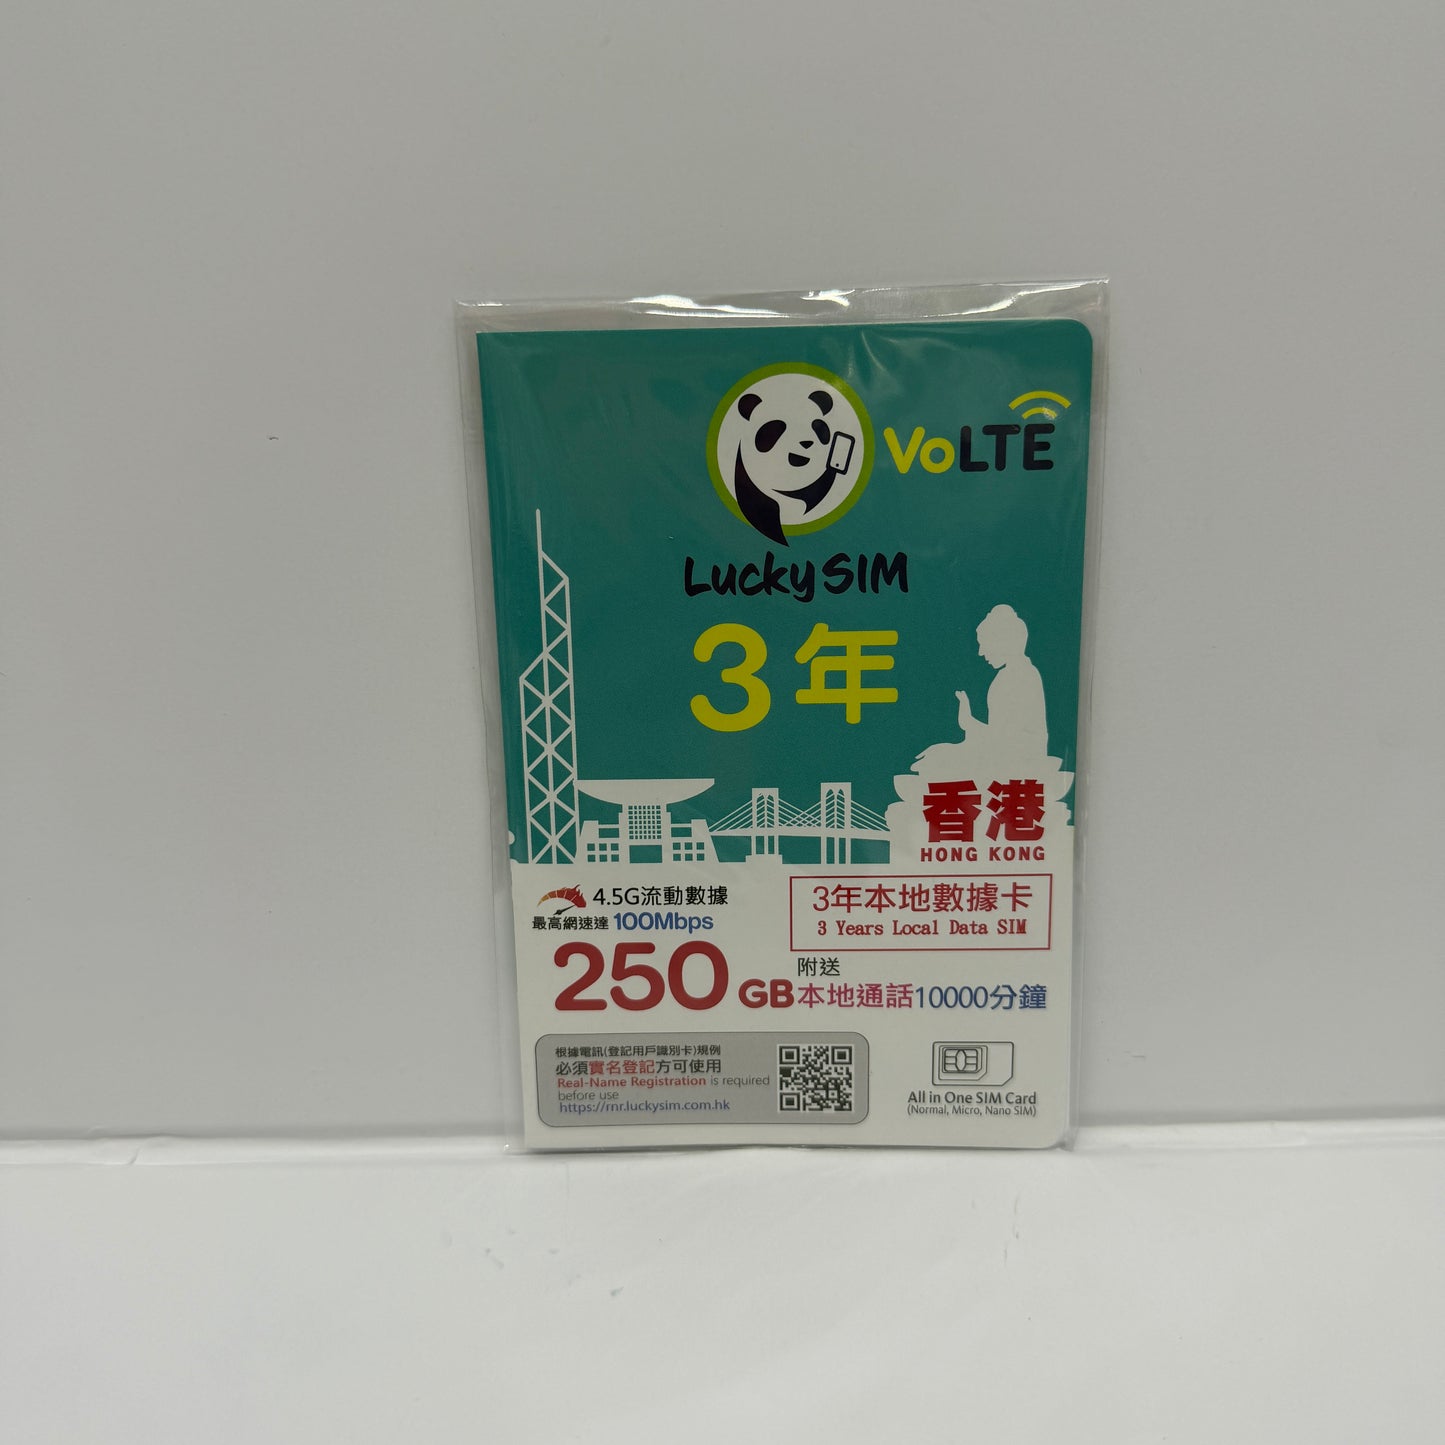 VoLTE
LuckySIM
3年
香港
HONG KONG
4.5G流動數據
最高網速達 100Mbps
3年本地數據卡
3 Years Local Data SIM
250 GB
附送
本地通話10000分鐘
根據電訊(登記用戶識別卡)規例
必須實名登記方可使用
Real-Name Registration is required
before use
https://rnr.luckysim.com.hk
All in One SIM Card
(Normal, Micro, Nano SIM)